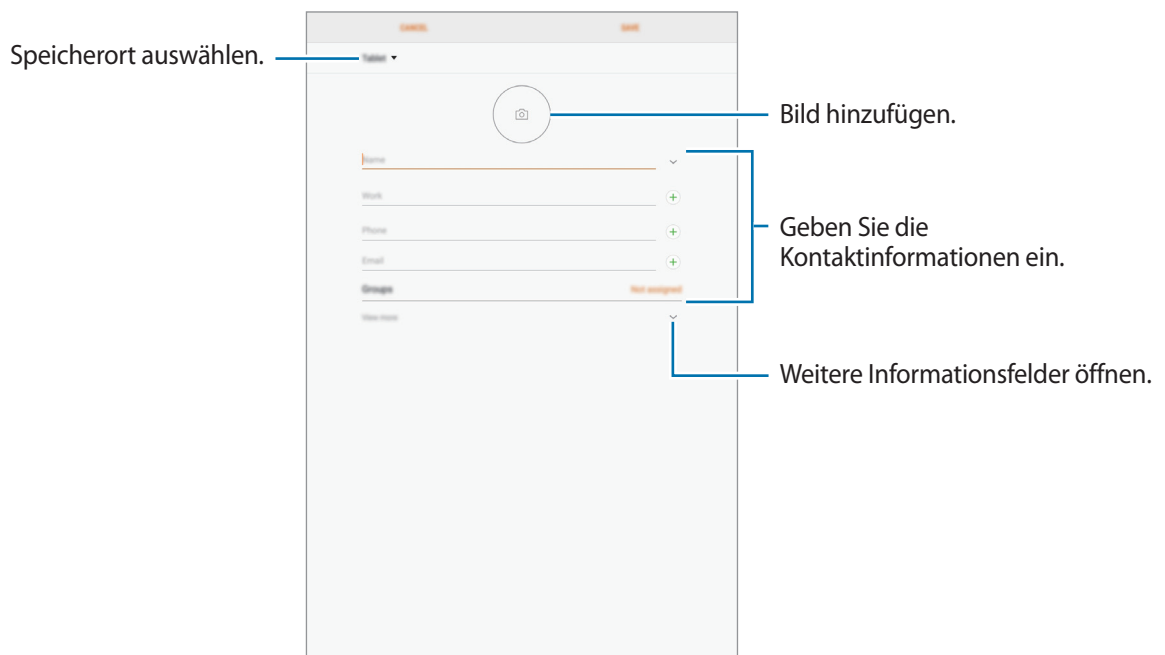 CANCEL
SAVE
Speicherort auswählen.
Tablet
Bild hinzufügen.
Name
Work
Phone
Geben Sie die
Kontaktinformationen ein.
Email
Groups
Not assigned
View more
Weitere Informationsfelder öffnen.